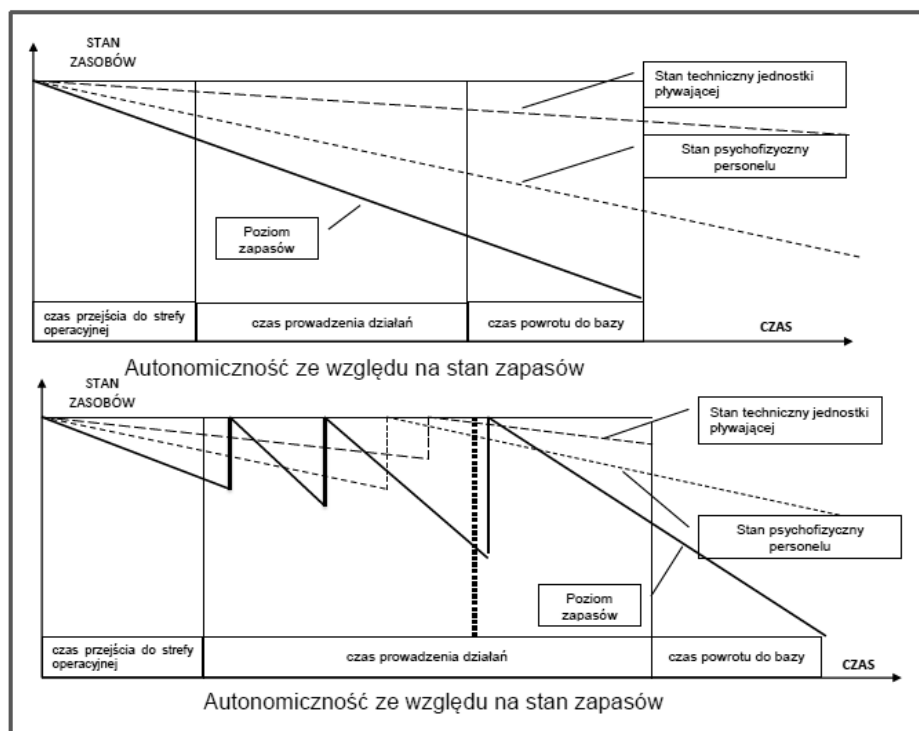 STAN
ZASOBÓW
Stan techniczny jednostki
pływającej
Stan psychofizyczny
personelu
Poziom
zapasów
czas przejścia do strefy
operacyjnej
czas prowadzenia działań
czas powrotu do bazy
CZAS
Autonomiczność ze względu na stan zapasów
STAN
ZASOBÓW
Stan techniczny jednostki
pływającej
Stan psychofizyczny
personelu
Poziom
zapasów
czas przejścia do strefy
operacyjnej
czas prowadzenia działań
czas powrotu do bazy
CZAS
Autonomiczność ze względu na stan zapasów